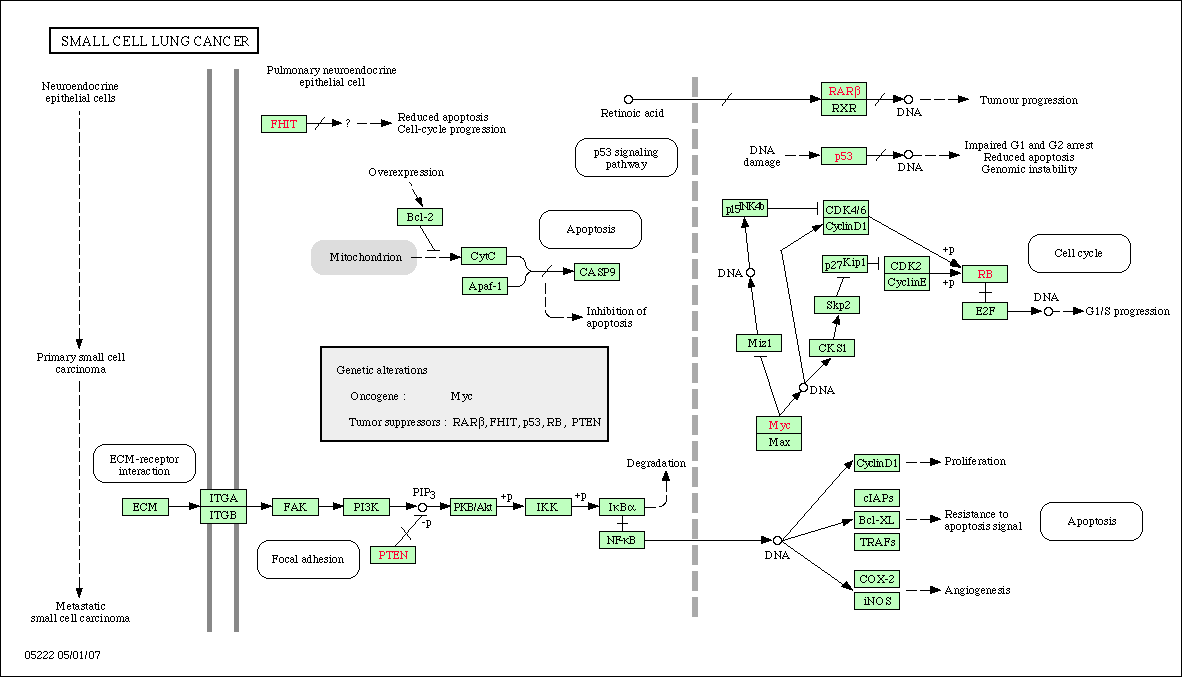 SMALL CELL LUNG CANCER
Neuroendocrine
epithelial cells
Pulmonary neuroendocrine
epithelial cell
FHIT
?
Reduced apoptosis
Cell-cycle progression
Retinoic acid
RARβ
RXR
DNA
Tumour progression
p53 signaling
pathway
DNA
damage
p53
DNA
Impaired G1 and G2 arrest
Reduced apoptosis
Genomic instability
Overexpression
Bcl-2
Mitochondrion
CytC
Apaf-1
CASP9
Apoptosis
Inhibition of
apoptosis
p15INK4b
CDK4/6
CyclinD1
DNA
p27Kip1
CDK2
CyclinE
+p
+p
RB
Cell cycle
Skp2
E2F
DNA
G1/S progression
Miz1
CKS1
DNA
Myc
Max
Primary small cell
carcinoma
Genetic alterations
Oncogene : Myc
Tumor suppressors : RARβ, FHIT, p53, RB, PTEN
ECM-receptor
interaction
ECM
ITGA
ITGB
FAK
PI3K
PIP3
-p
PTEN
PKB/Akt
+p
IKK
+p
IκBα
NF-κB
Degradation
Focal adhesion
DNA
CyclinD1
Proliferation
cIAPs
Bcl-XL
TRAFs
Resistance to
apoptosis signal
Apoptosis
COX-2
iNOS
Angiogenesis
Metastatic
small cell carcinoma
05222 05/01/07